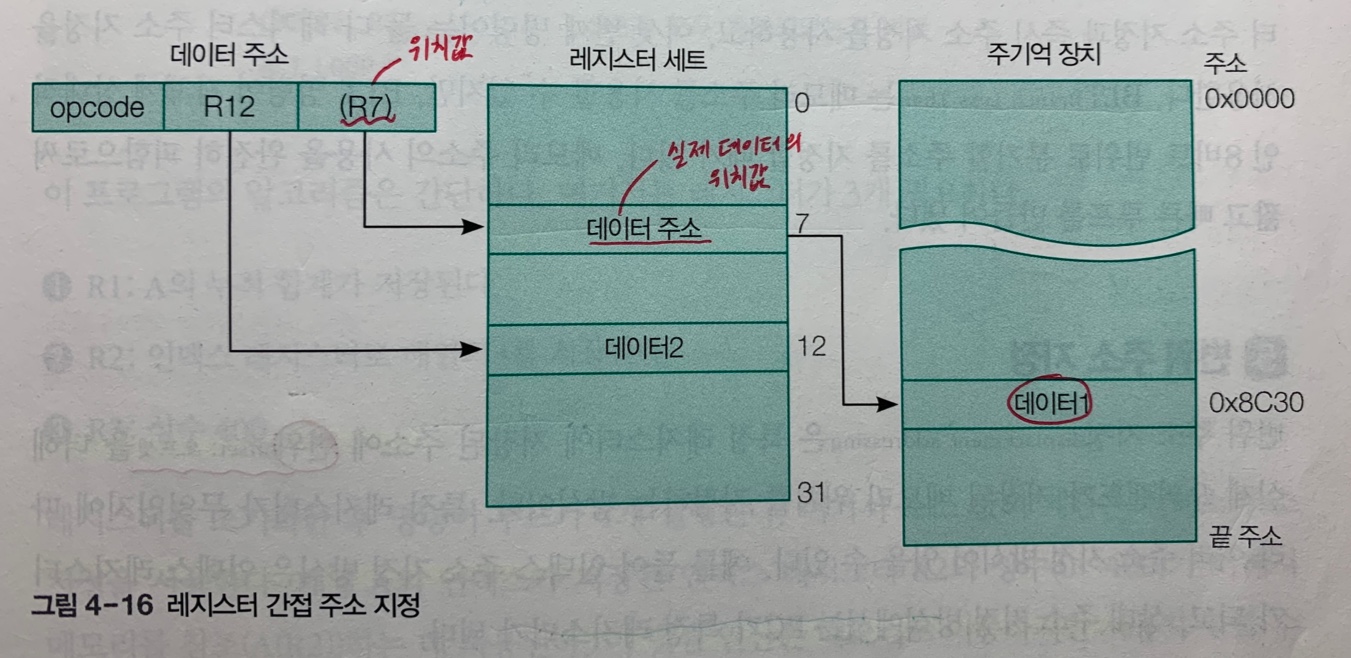 데이터 주소
위치값
opcode R12 (R7)
레지스터 세트
0
실제 데이터의
위치값
데이터 주소
7
데이터2
12
31
주기억 장치
주소
0x0000
데이터1
0x8C30
끝 주소
그림 4-16 레지스터 간접 주소 지정